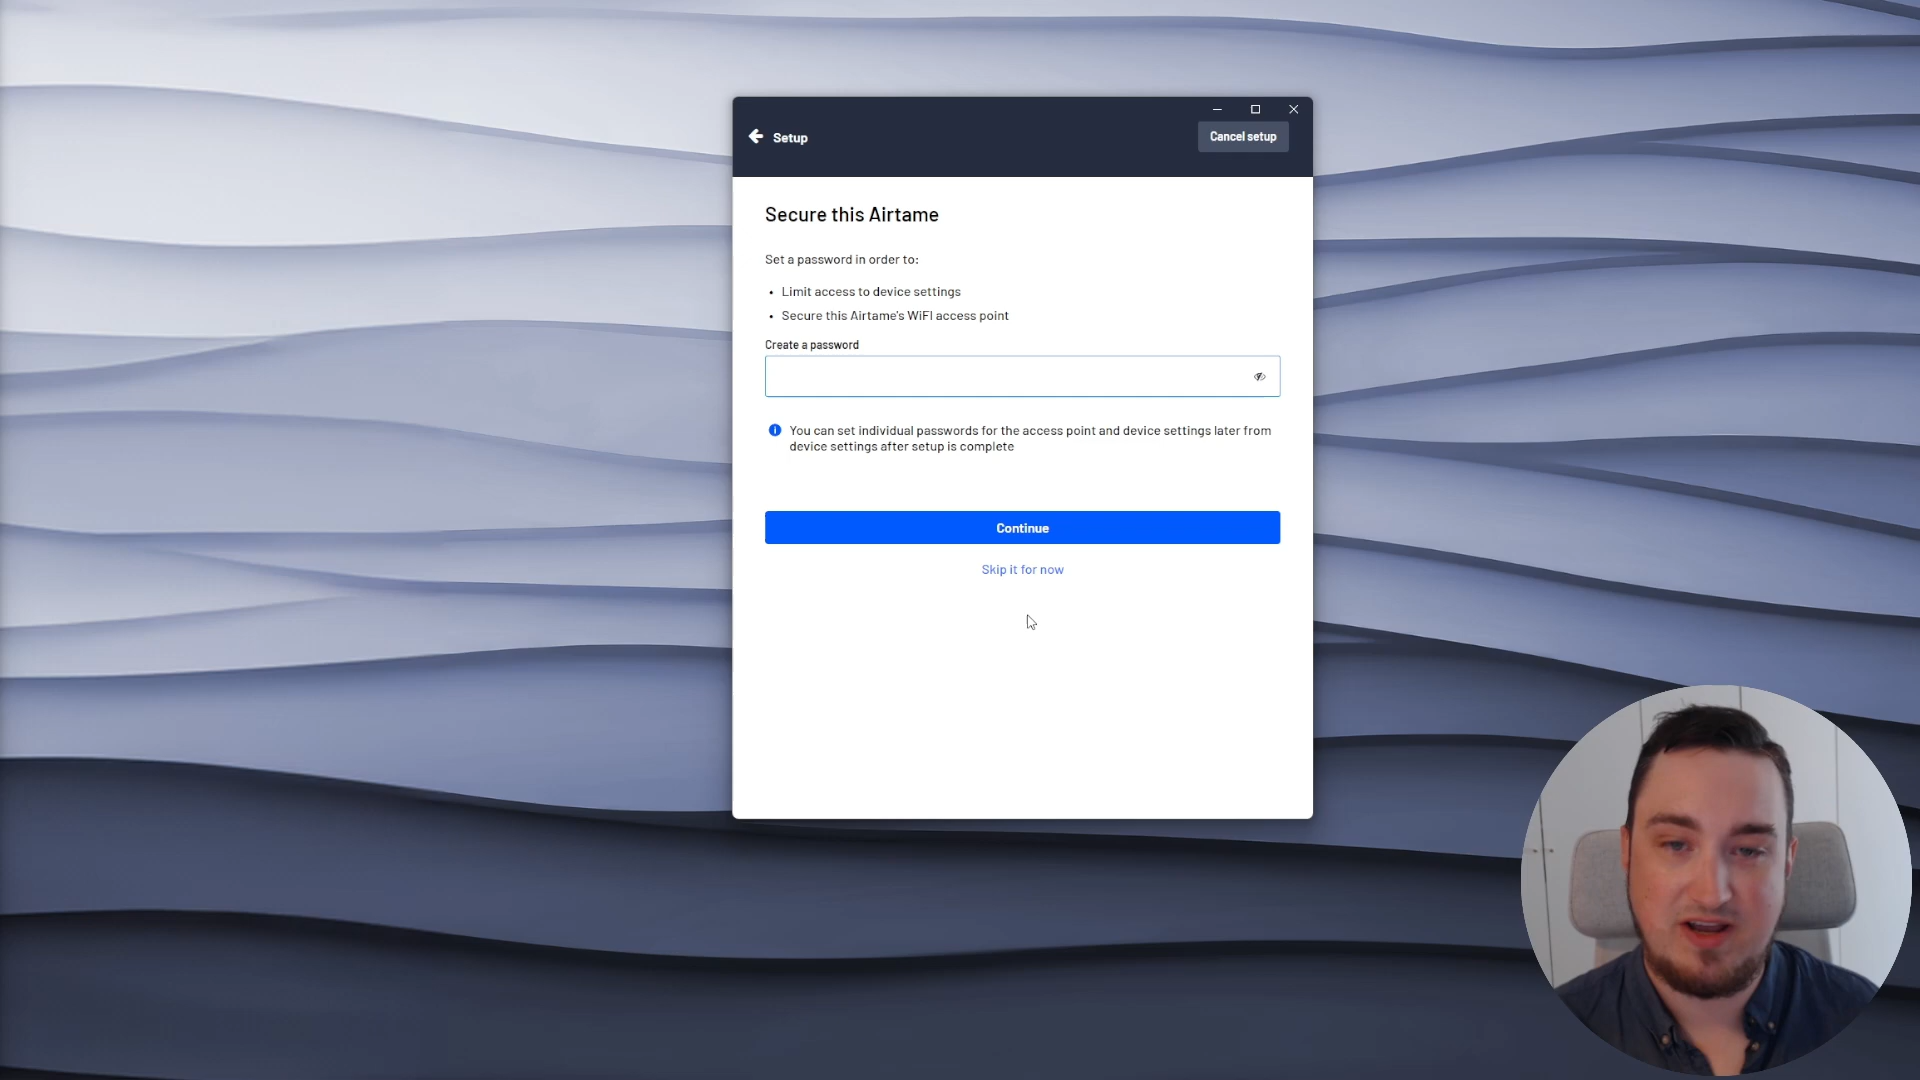 Setup
Cancel setup
Secure this Airtame
Set a password in order to:
• Limit access to device settings
• Secure this Airtame's WiFI access point
Create a password
You can set individual passwords for the access point and device settings later from
device settings after setup is complete
Continue
Skip it for now